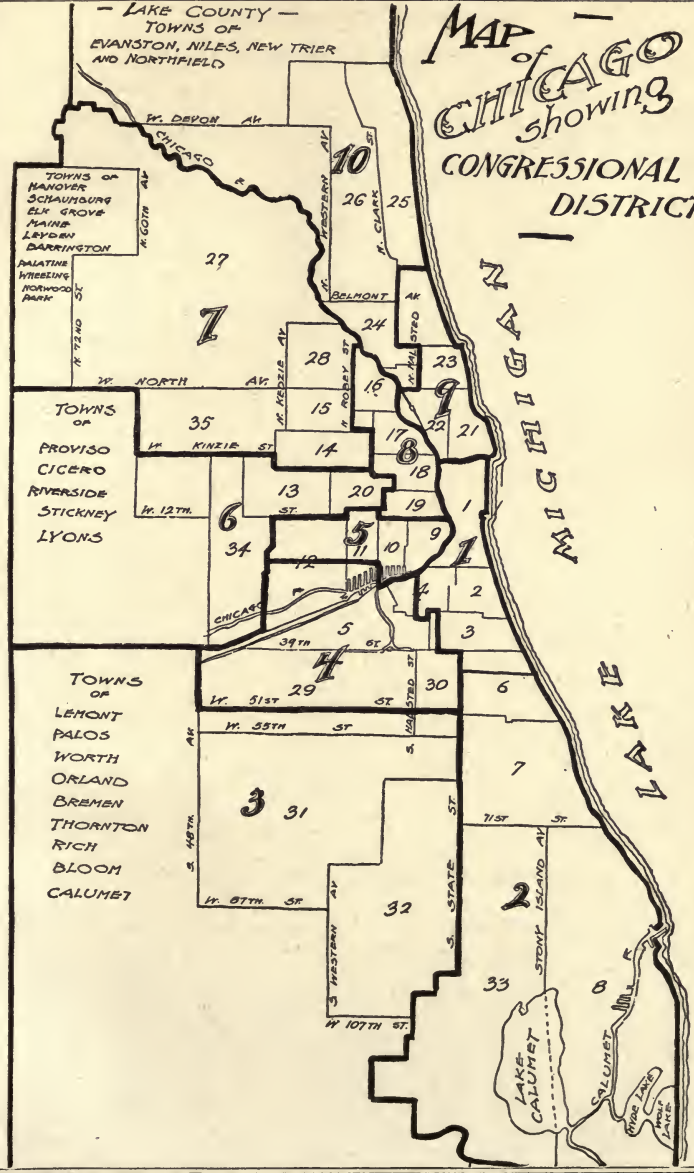 — LAKE COUNTY —
TOWNS OF
EVANSTON, NILES, NEW TRIER
AND NORTHFIELD
MAP
of
CHICAGO
showing
CONGRESSIONAL
DISTRICT
W. DEVON AV.
CHICAGO R.
10
26
25
WESTERN AV
N.
N. CLARK ST.
TOWNS OF
HANOVER
SCHAUMBURG
ELK GROVE
MAINE
LEYDEN
BARRINGTON
PALATINE
WHEELING
NORWOOD
PARK
N. 60TH AV
N 72ND ST.
27
7
BELMONT AV.
24
N. HALSTED
23
28
N. KEDZIE AV
N ROBEY ST
16
9
W. NORTH AV.
TOWNS
OF
PROVISO
CICERO
RIVERSIDE
STICKNEY
LYONS
35
15
22
21
17
8
W KINZIE ST
14
18
13
20
19
1
6
W. 12TH. ST.
34
5
9
1
12
11
10
CHICAGO R
4
2
5
3
39TH ST.
4
29
30
6
W. 51ST ST.
S. HALSTED ST
W. 55TH ST
TOWNS
OF
LEMONT
PALOS
WORTH
ORLAND
BREMEN
THORNTON
RICH
BLOOM
CALUMET
S. 48TH. AV
3
31
7
71ST ST.
S. STATE ST.
W. 87TH. ST.
32
S WESTERN AV
2
STONY ISLAND AV
33
8
W 107TH ST.
LAKE
CALUMET
CALUMET R
HYDE LAKE
WOLF
LAKE
LAKE MICHIGAN